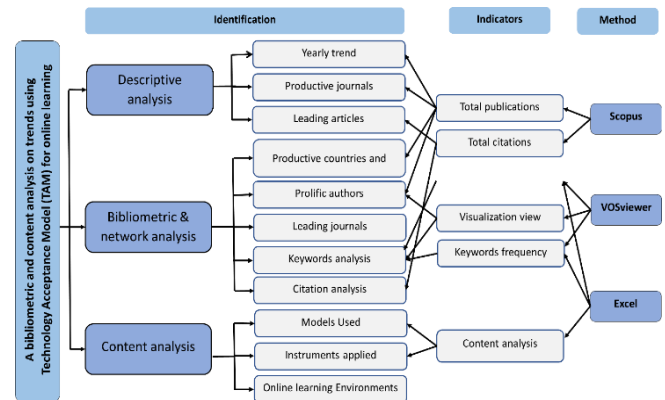 Identification
Indicators
Method
A bibliometric and content analysis on trends using
Technology Acceptance Model (TAM) for online learning
Descriptive
analysis
Bibliometric &
network analysis
Content analysis
Yearly trend
Productive journals
Leading articles
Productive countries and
Prolific authors
Leading journals
Keywords analysis
Citation analysis
Models Used
Instruments applied
Online learning Environments
Total publications
Total citations
Visualization view
Keywords frequency
Content analysis
Scopus
VOSviewer
Excel